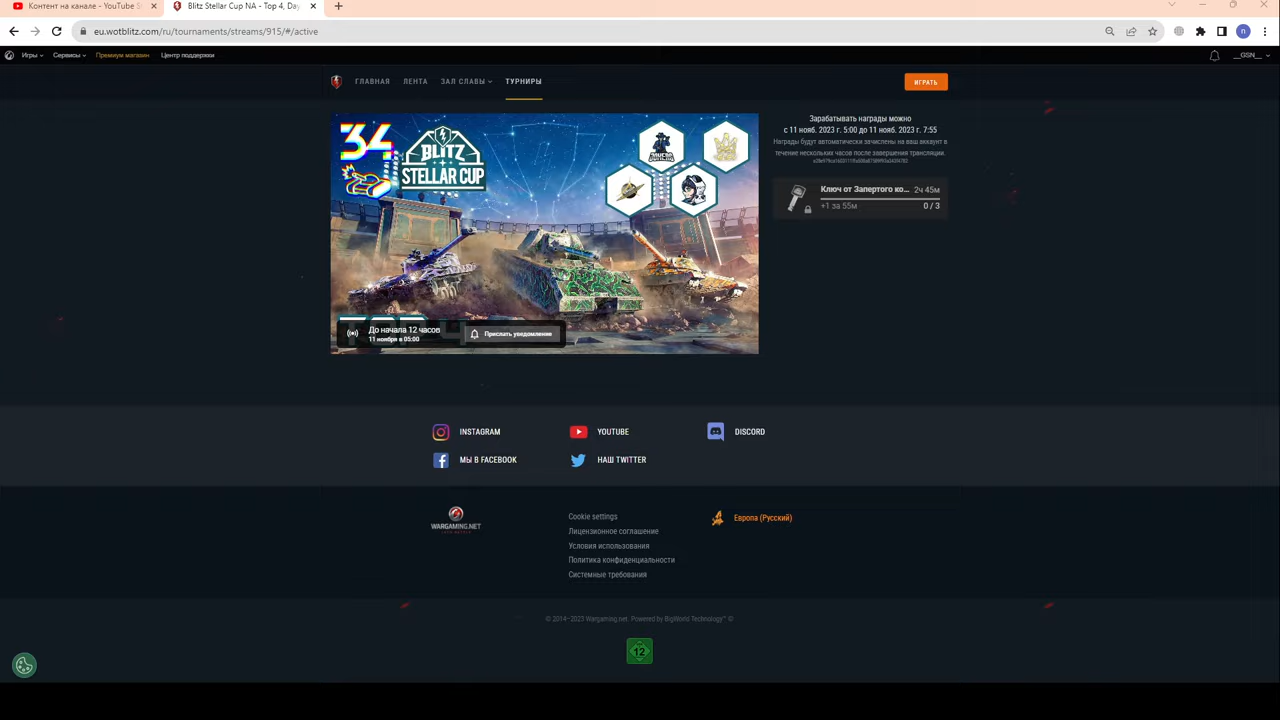 Контент на канале - YouTube S
Blitz Stellar Cup NA - Top 4, Day
eu.wotblitz.com/ru/tournaments/streams/915/#/active
n
Игры
Сервисы
Премиум магазин
Центр поддержки
__GSN__
ГЛАВНАЯ
ЛЕНТА
ЗАЛ СЛАВЫ
ТУРНИРЫ
ИГРАТЬ
34
BLITZ
STELLAR CUP
До начала 12 часов
11 ноября в 05:00
Прислать уведомление
Зарабатывать награды можно
с 11 нояб. 2023 г. 5:00 до 11 нояб. 2023 г. 7:55
Награды будут автоматически зачислены на ваш аккаунт в
течение нескольких часов после завершения трансляции.
Ключ от Запертого ко...
2ч 45м
+1 за 55м
0 / 3
INSTAGRAM
YOUTUBE
DISCORD
МЫ В FACEBOOK
НАШ TWITTER
WARGAMING.NET
LET'S BATTLE
Cookie settings
Лицензионное соглашение
Условия использования
Политика конфиденциальности
Системные требования
Европа (Русский)
© 2014–2023 Wargaming.net. Powered by BigWorld Technology™ ©
12